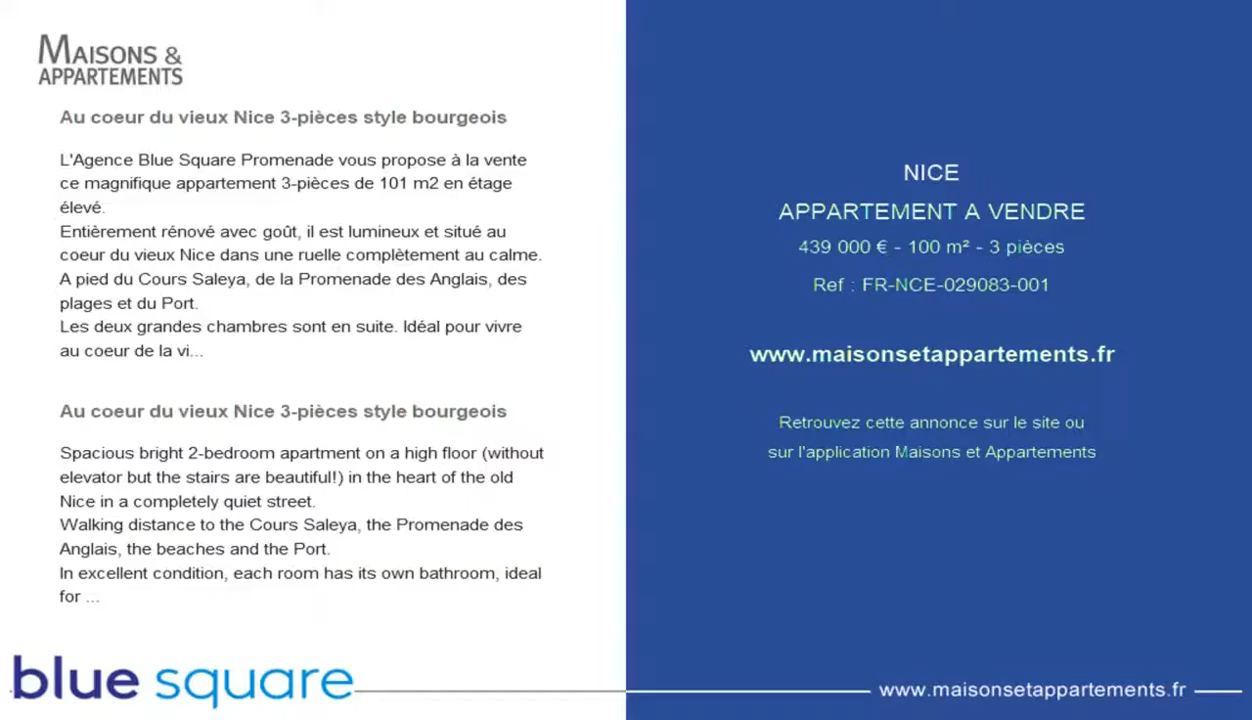 MAISONS &
APPARTEMENTS
Au coeur du vieux Nice 3-pièces style bourgeois
L'Agence Blue Square Promenade vous propose à la vente
ce magnifique appartement 3-pièces de 101 m2 en étage
élevé.
Entièrement rénové avec goût, il est lumineux et situé au
coeur du vieux Nice dans une ruelle complètement au calme.
A pied du Cours Saleya, de la Promenade des Anglais, des
plages et du Port.
Les deux grandes chambres sont en suite. Idéal pour vivre
au coeur de la vi...
Au coeur du vieux Nice 3-pièces style bourgeois
Spacious bright 2-bedroom apartment on a high floor (without
elevator but the stairs are beautiful!) in the heart of the old
Nice in a completely quiet street.
Walking distance to the Cours Saleya, the Promenade des
Anglais, the beaches and the Port.
In excellent condition, each room has its own bathroom, ideal
for ...
blue square
NICE
APPARTEMENT A VENDRE
439 000 € - 100 m² - 3 pièces
Ref : FR-NCE-029083-001
www.maisonsetappartements.fr
Retrouvez cette annonce sur le site ou
sur l'application Maisons et Appartements
www.maisonsetappartements.fr